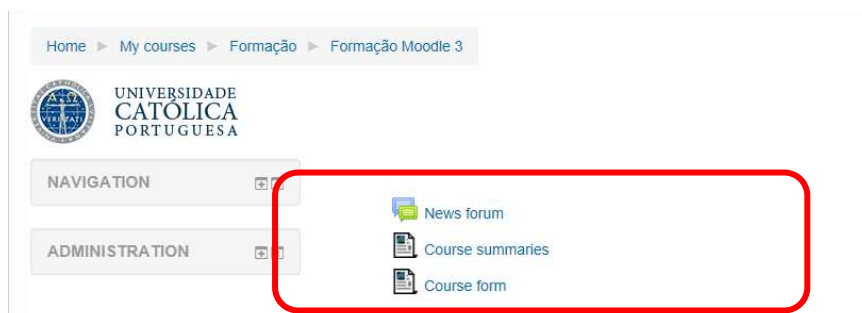 Home ► My courses ► Formação ► Formação Moodle 3
UNIVERSIDADE
CATÓLICA
PORTUGUESA
NAVIGATION
News forum
ADMINISTRATION
Course summaries
Course form